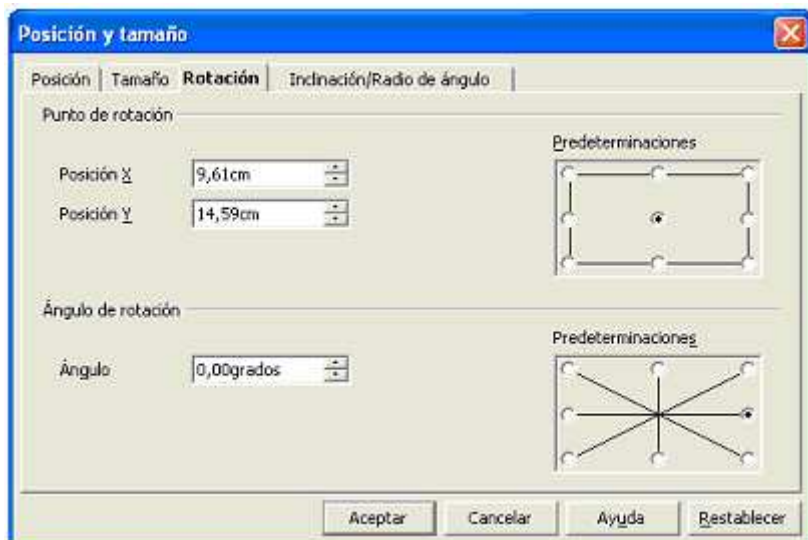 Posición y tamaño
Posición Tamaño Rotación Inclinación/Radio de ángulo
Punto de rotación
Predeterminaciones
Posición X 9,61cm
Posición Y 14,59cm
Ángulo de rotación
Predeterminaciones
Ángulo 0,00grados
Aceptar Cancelar Ayuda Restablecer